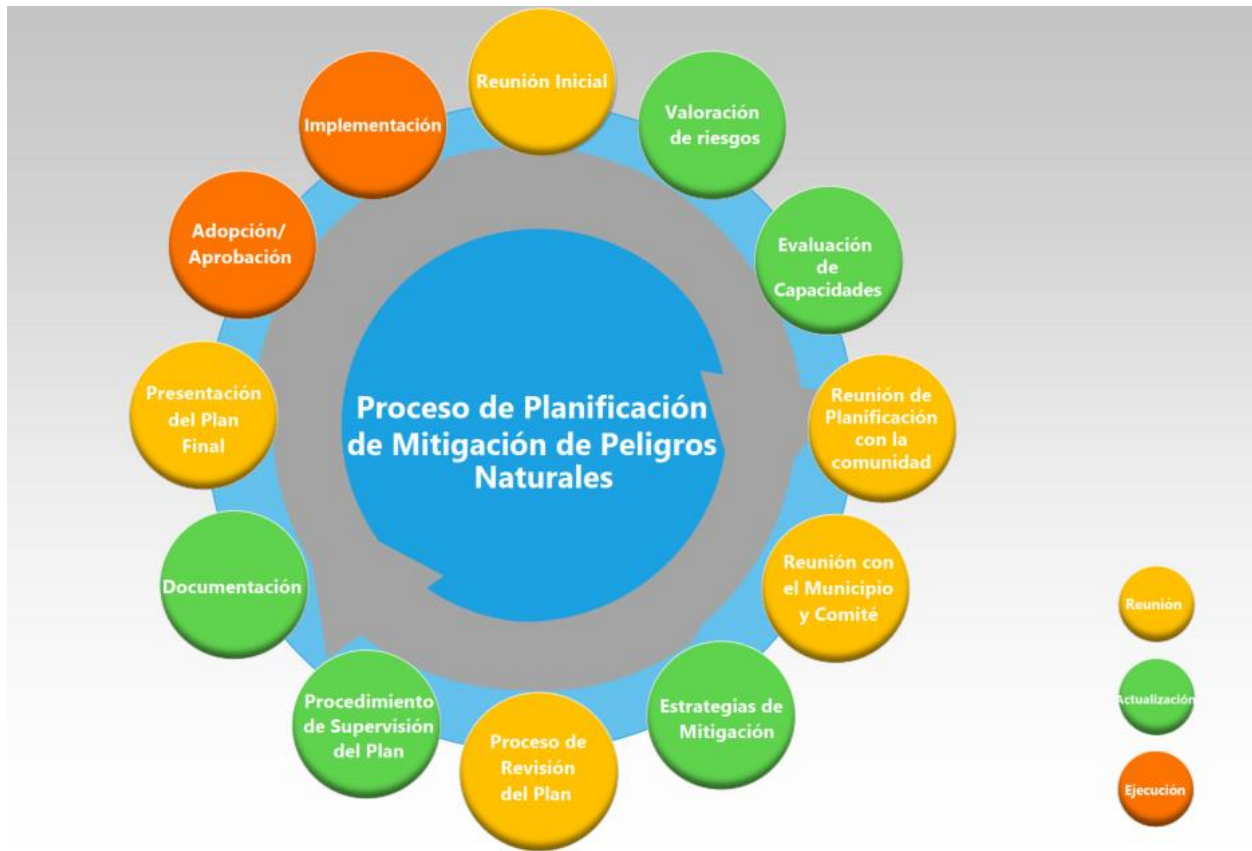 Reunión Inicial
Valoración
de riesgos
Evaluación
de
Capacidades
Reunión de
Planificación
con la
comunidad
Reunión con
el Municipio
y Comité
Estrategias de
Mitigación
Proceso de
Revisión
del Plan
Procedimiento
de Supervisión
del Plan
Documentación
Presentación
del Plan
Final
Adopción/
Aprobación
Implementación
Proceso de Planificación
de Mitigación de Peligros
Naturales
Reunión
Actualización
Ejecución